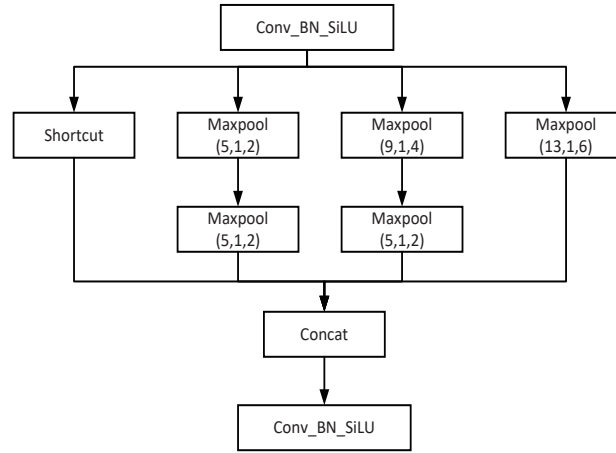 Conv_BN_SiLU
Shortcut
Maxpool
(5,1,2)
Maxpool
(9,1,4)
Maxpool
(13,1,6)
Maxpool
(5,1,2)
Maxpool
(5,1,2)
Concat
Conv_BN_SiLU